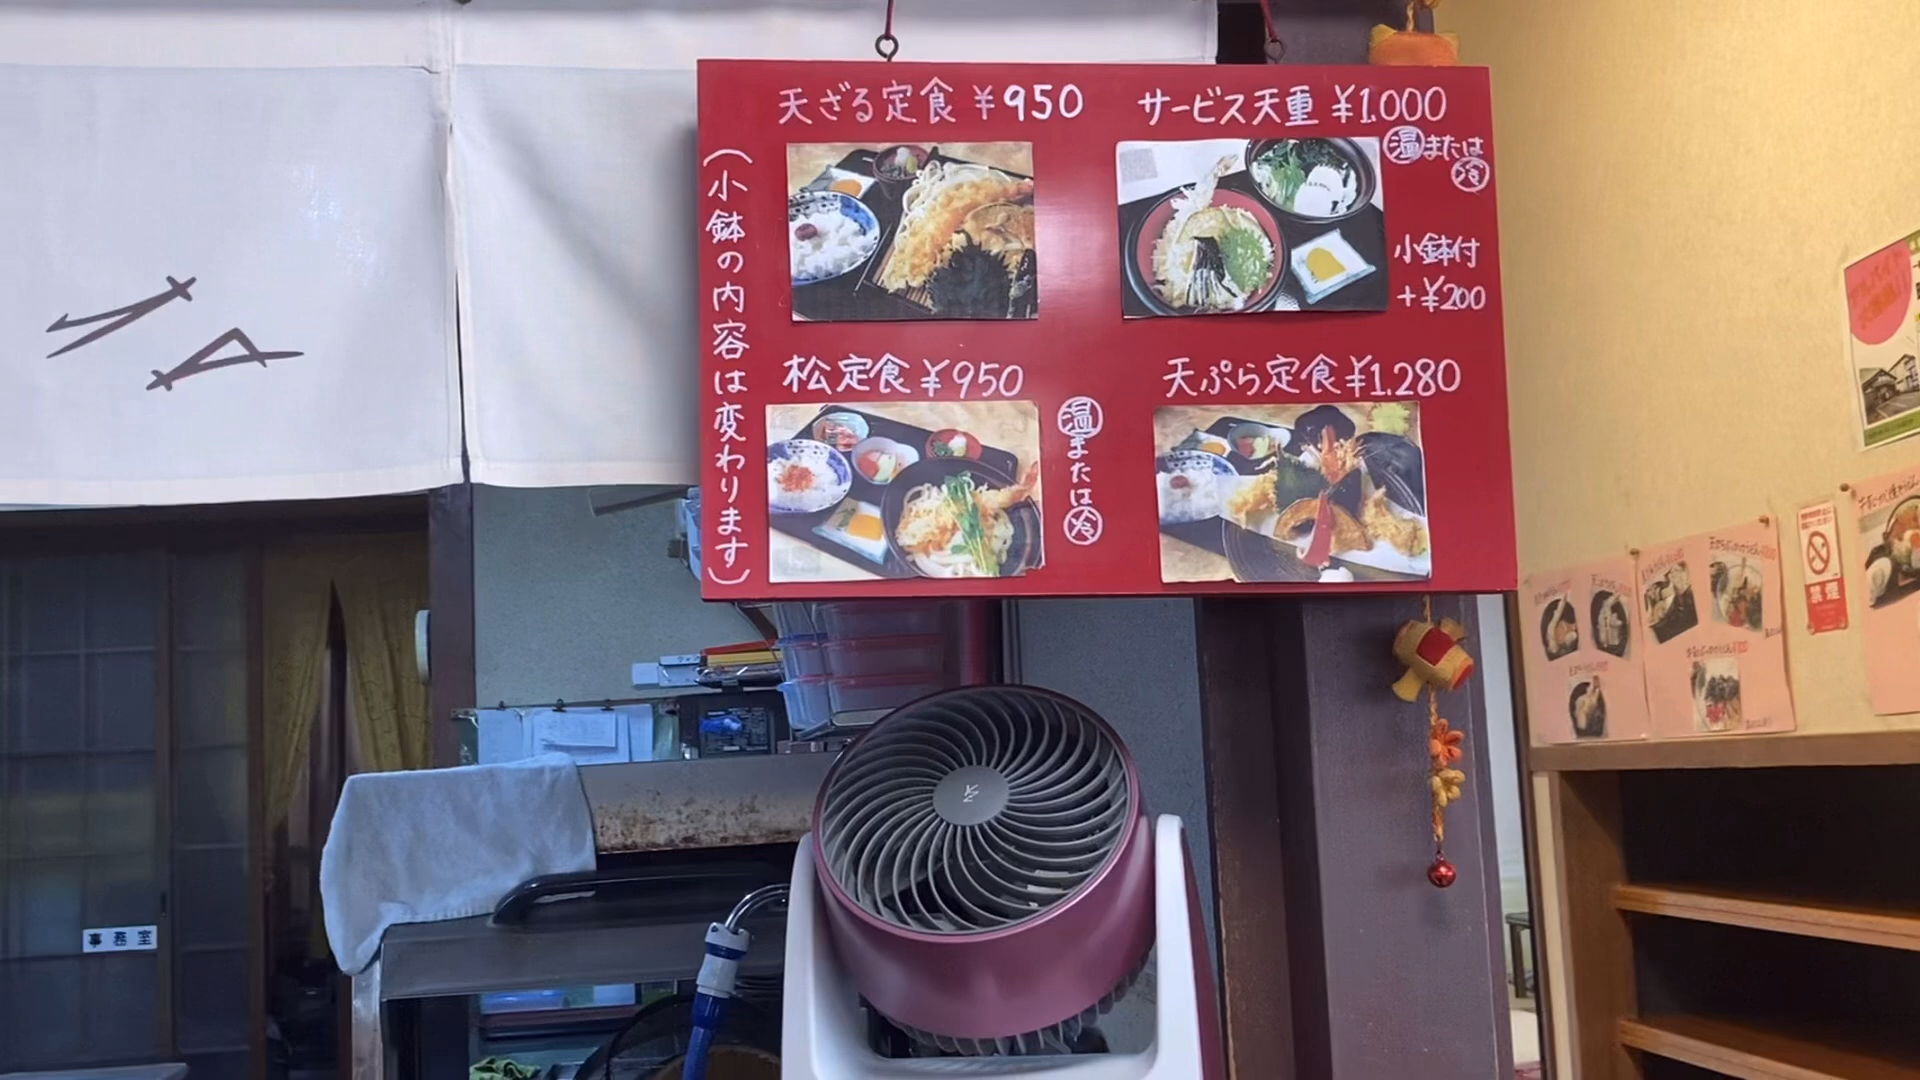 天ざる定食 ¥950
サービス天重 ¥1.000
温または冷
小鉢付
+¥200
(小鉢の内容は変わります)
松定食 ¥950
温または冷
天ぷら定食 ¥1.280
事務室
禁煙